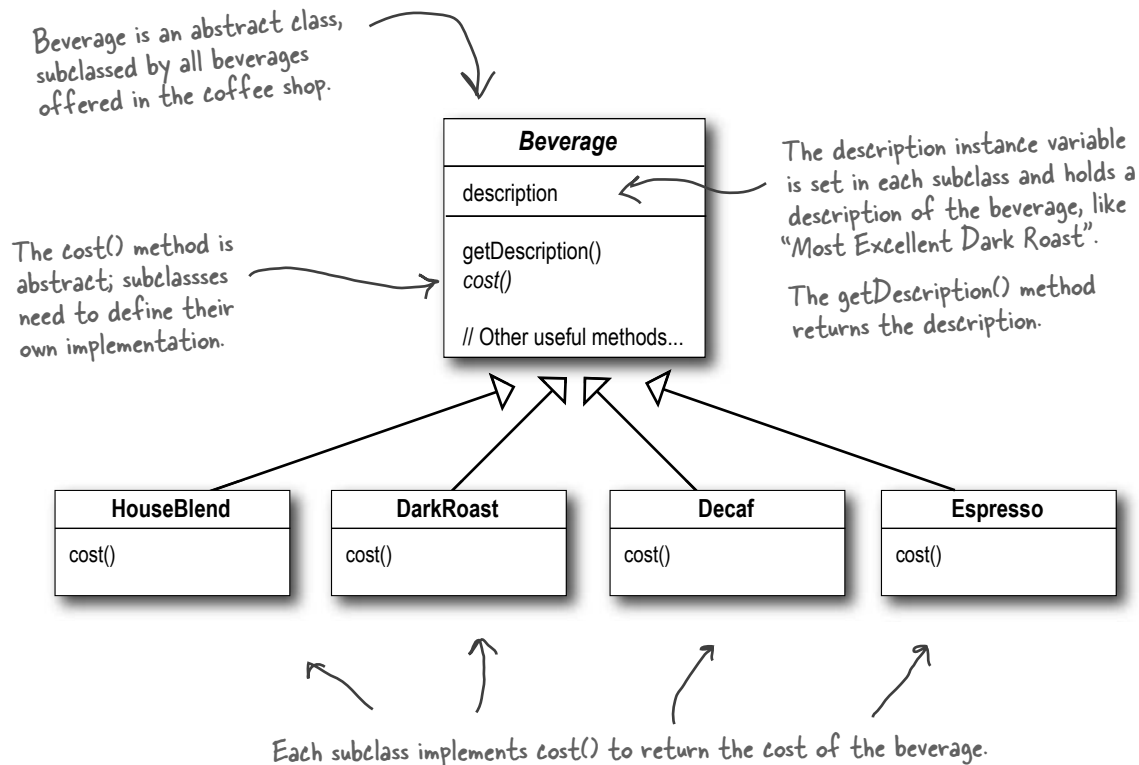 Beverage is an abstract class,
subclassed by all beverages
offered in the coffee shop.
Beverage
description
getDescription()
cost()
// Other useful methods...
The description instance variable
is set in each subclass and holds a
description of the beverage, like
“Most Excellent Dark Roast”.
The getDescription() method
returns the description.
The cost() method is
abstract; subclassses
need to define their
own implementation.
HouseBlend
cost()
DarkRoast
cost()
Decaf
cost()
Espresso
cost()
Each subclass implements cost() to return the cost of the beverage.